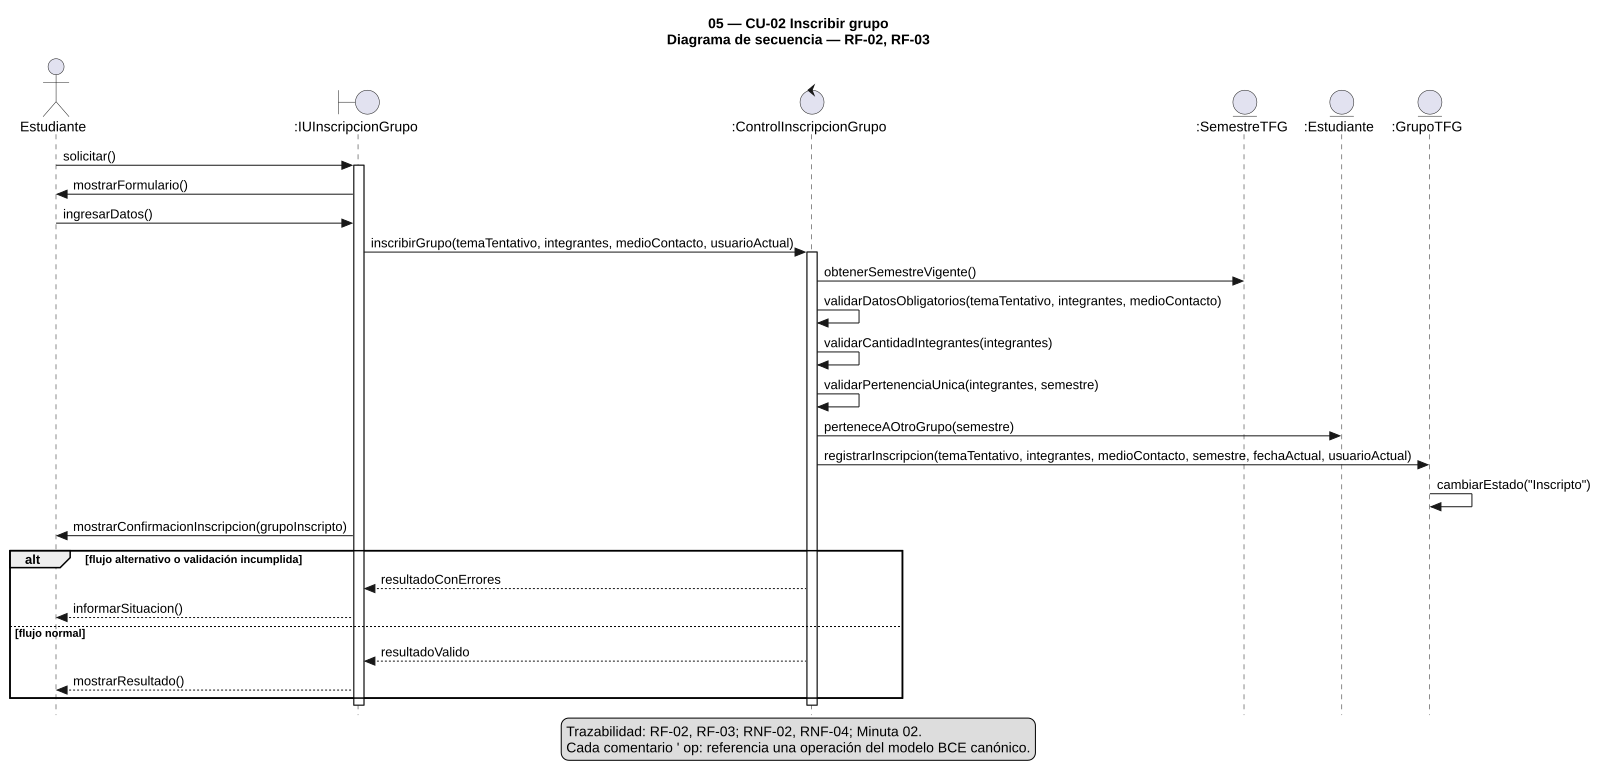 05 — CU-02 Inscribir grupo
Diagrama de secuencia — RF-02, RF-03
Estudiante
:IUInscripcionGrupo
:ControlInscripcionGrupo
:SemestreTFG
:Estudiante
:GrupoTFG
solicitar()
mostrarFormulario()
ingresarDatos()
inscribirGrupo(temaTentativo, integrantes, medioContacto, usuarioActual)
obtenerSemestreVigente()
validarDatosObligatorios(temaTentativo, integrantes, medioContacto)
validarCantidadIntegrantes(integrantes)
validarPertenenciaUnica(integrantes, semestre)
perteneceAOtroGrupo(semestre)
registrarInscripcion(temaTentativo, integrantes, medioContacto, semestre, fechaActual, usuarioActual)
cambiarEstado("Inscripto")
mostrarConfirmacionInscripcion(grupoInscripto)
alt [flujo alternativo o validación incumplida]
resultadoConErrores
informarSituacion()
[flujo normal]
resultadoValido
mostrarResultado()
Trazabilidad: RF-02, RF-03; RNF-02, RNF-04; Minuta 02.
Cada comentario ' op: referencia una operación del modelo BCE canónico.